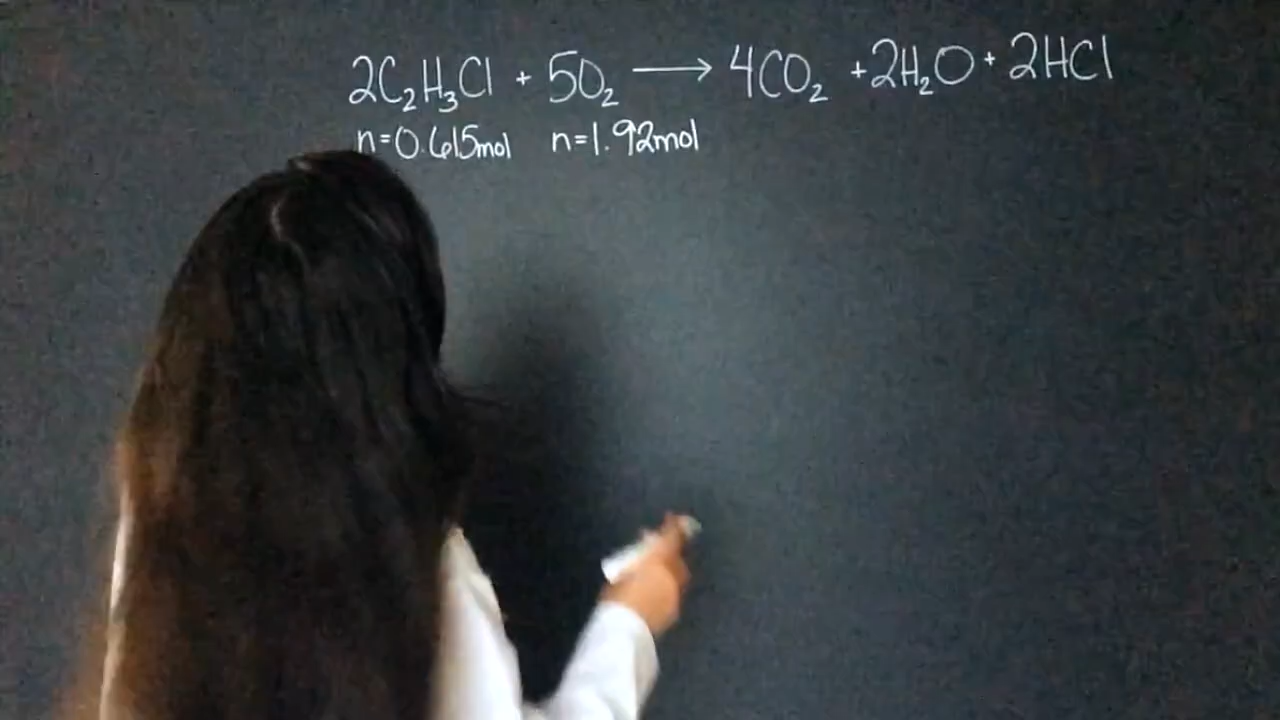 2C₂H₃Cl + 5O₂ ⟶ 4CO₂ + 2H₂O + 2HCl
n=0.615mol n=1.92mol